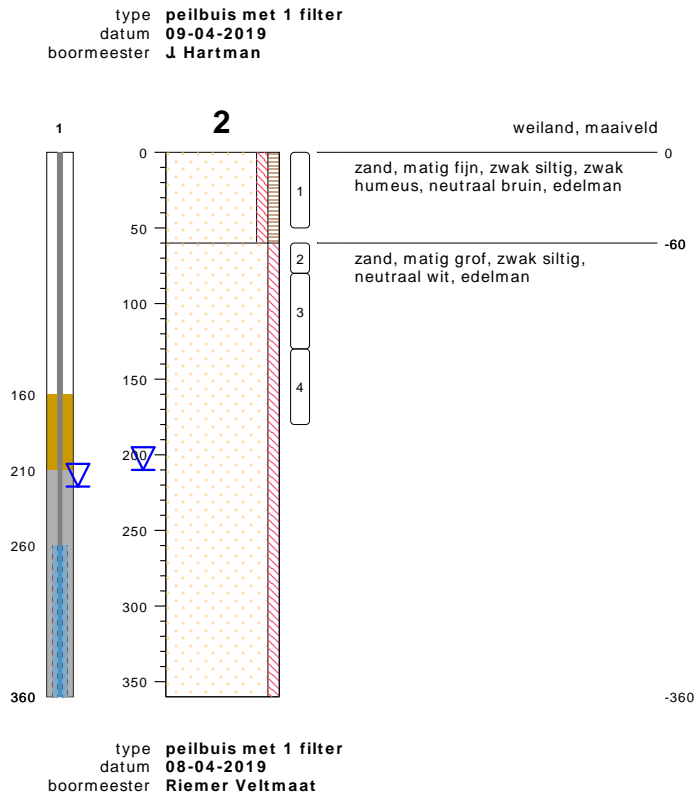 type peilbuis met 1 filter
datum 09-04-2019
boormeester J. Hartman
1
2
weiland, maaiveld
0
0
zand, matig fijn, zwak siltig, zwak
humeus, neutraal bruin, edelman
1
50
-60
2
zand, matig grof, zwak siltig,
neutraal wit, edelman
100
3
150
4
160
200
210
250
260
300
350
360
-360
type peilbuis met 1 filter
datum 08-04-2019
boormeester Riemer Veltmaat